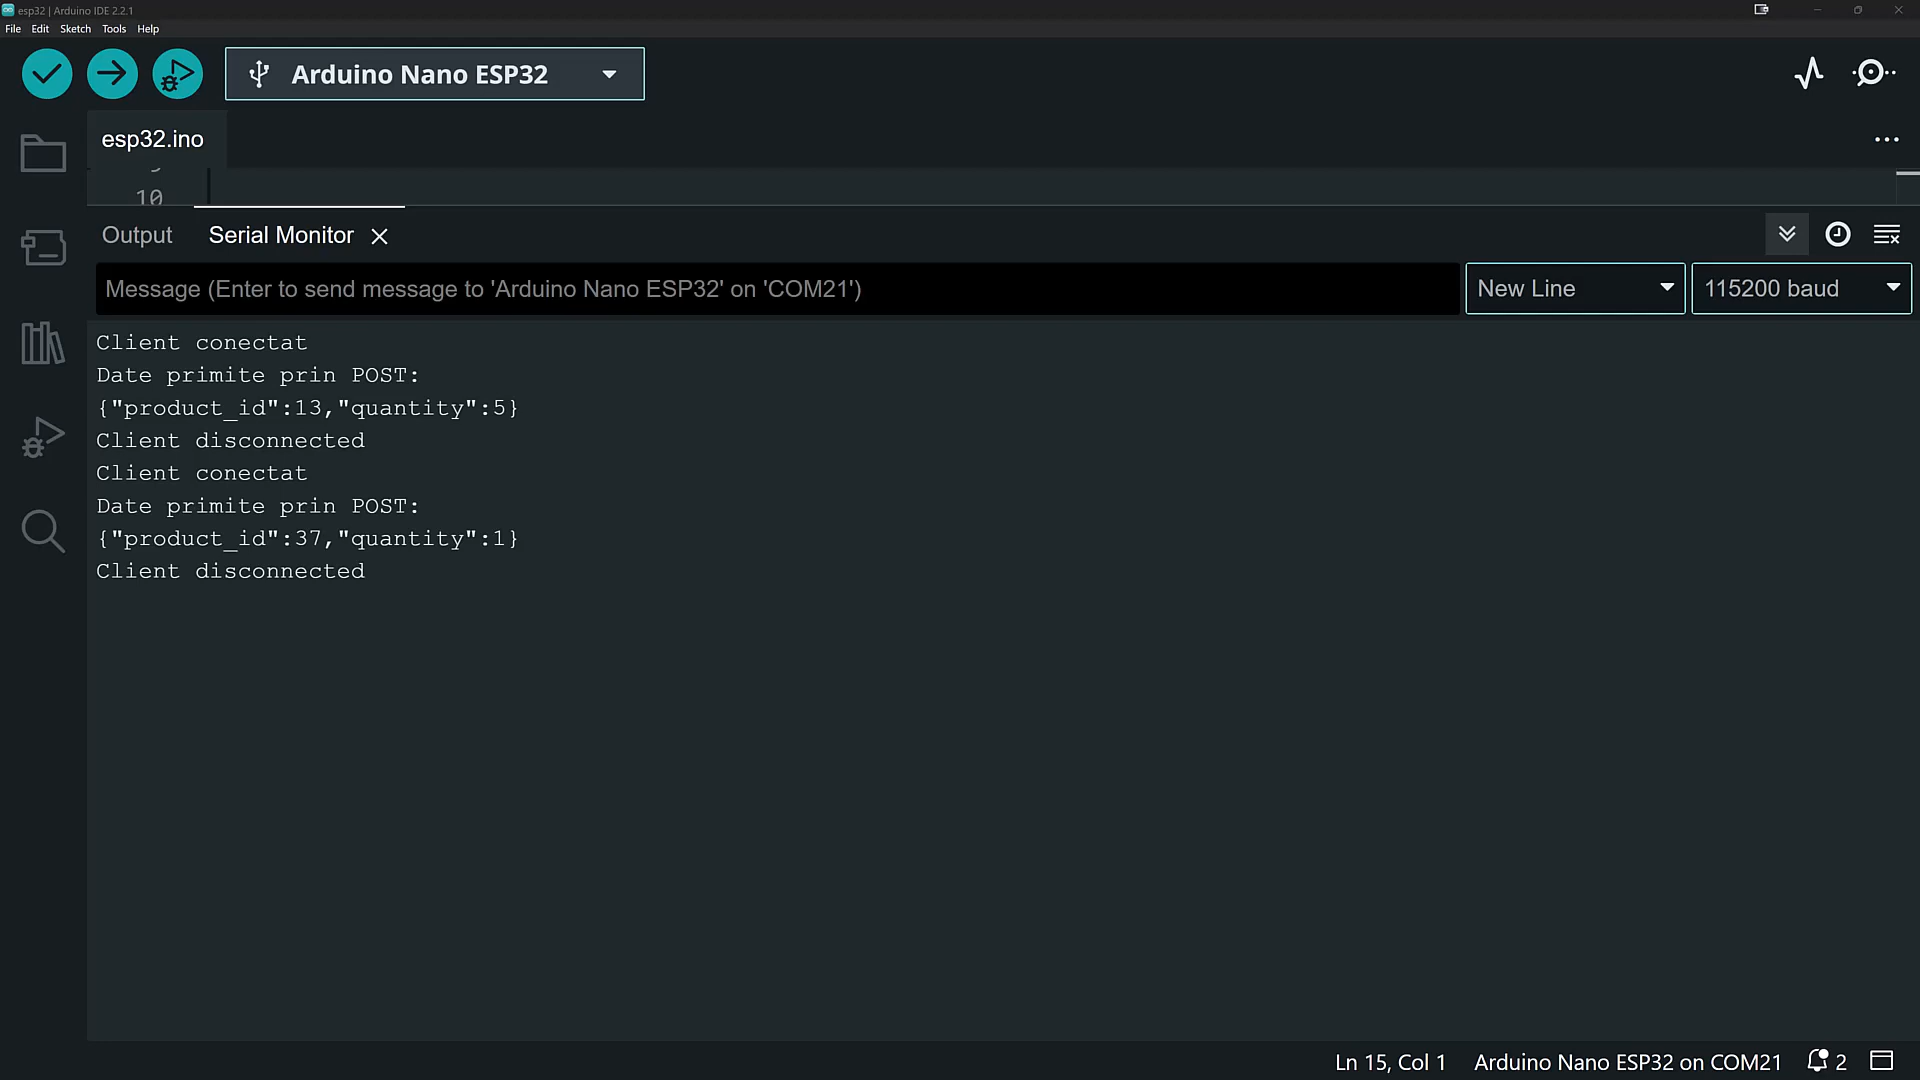 esp32 | Arduino IDE 2.2.1
File Edit Sketch Tools Help
Arduino Nano ESP32
esp32.ino
10
Output Serial Monitor
Message (Enter to send message to 'Arduino Nano ESP32' on 'COM21') New Line 115200 baud
Client conectat
Date primite prin POST:
{"product_id":13,"quantity":5}
Client disconnected
Client conectat
Date primite prin POST:
{"product_id":37,"quantity":1}
Client disconnected
Ln 15, Col 1 Arduino Nano ESP32 on COM21 2